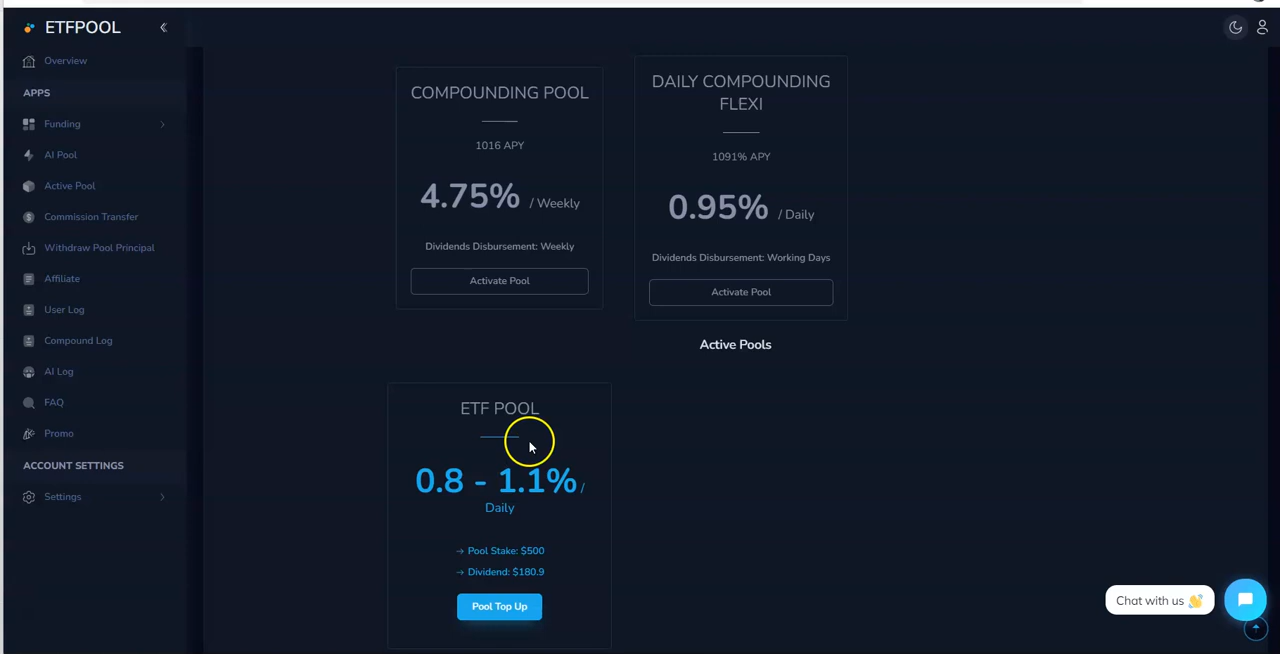 ETFPOOL
Overview
APPS
Funding
AI Pool
Active Pool
Commission Transfer
Withdraw Pool Principal
Affiliate
User Log
Compound Log
AI Log
FAQ
Promo
ACCOUNT SETTINGS
Settings
COMPOUNDING POOL
1016 APY
4.75% / Weekly
Dividends Disbursement: Weekly
Activate Pool
DAILY COMPOUNDING
FLEXI
1091% APY
0.95% / Daily
Dividends Disbursement: Working Days
Activate Pool
Active Pools
ETF POOL
0.8 - 1.1% /
Daily
→ Pool Stake: $500
→ Dividend: $180.9
Pool Top Up
Chat with us 👋